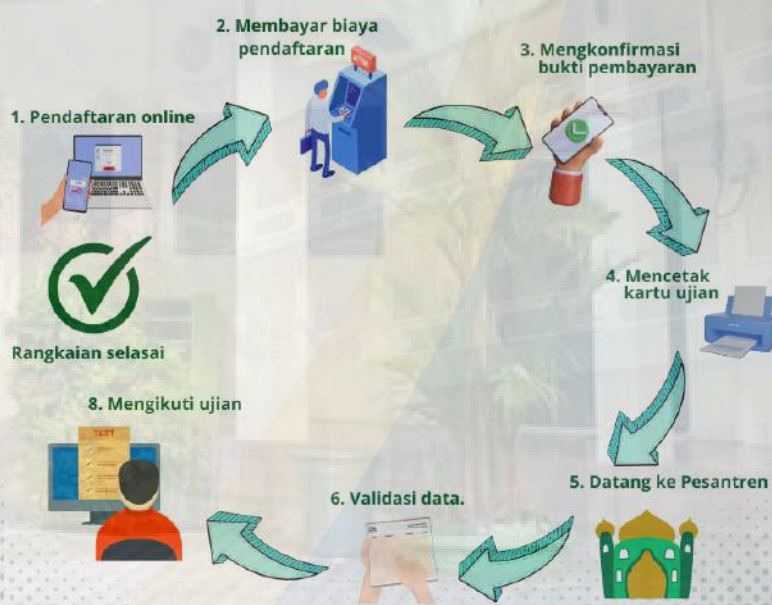 1. Pendaftaran online
2. Membayar biaya
pendaftaran
ATM
3. Mengkonfirmasi
bukti pembayaran
4. Mencetak
kartu ujian
5. Datang ke Pesantren
6. Validasi data.
8. Mengikuti ujian
TEST
Rangkaian selasai